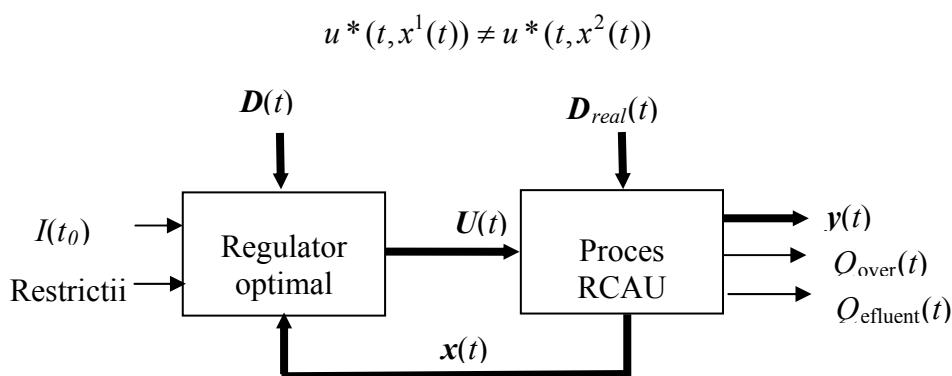 u*(t,x¹(t)) ≠ u*(t,x²(t))
D(t)
D_real(t)
I(t₀)
Restrictii
Regulator
optimal
U(t)
Proces
RCAU
y(t)
Q_over(t)
Q_efluent(t)
x(t)